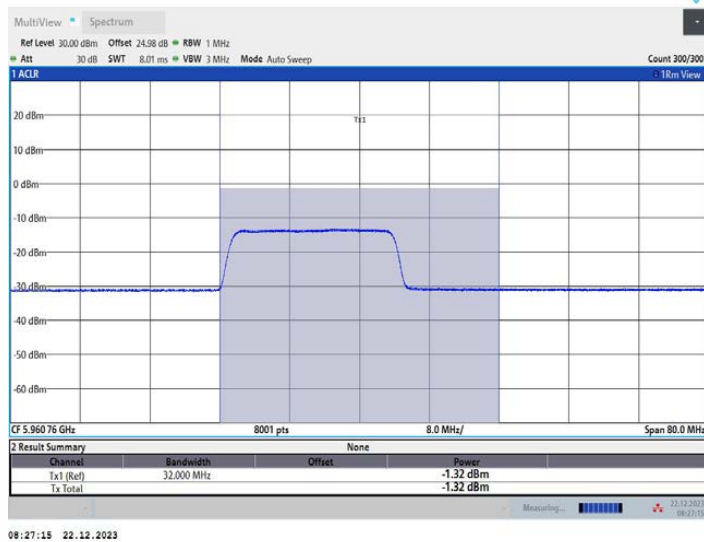 MultiView Spectrum
Ref Level 30.00 dBm Offset 24.98 dB RBW 1 MHz
Att 30 dB SWT 8.01 ms VBW 3 MHz Mode Auto Sweep Count 300/300
1 ACLR 1Rm View
20 dBm
Tx1
10 dBm
0 dBm
-10 dBm
-20 dBm
-30 dBm
-40 dBm
-50 dBm
-60 dBm
CF 5.96076 GHz 8001 pts 8.0 MHz/ Span 80.0 MHz
2 Result Summary None
Channel Bandwidth Offset Power
Tx1 (Ref) 32.000 MHz -1.32 dBm
Tx Total -1.32 dBm
Measuring... 22.12.2023
08:27:15
08:27:15 22.12.2023